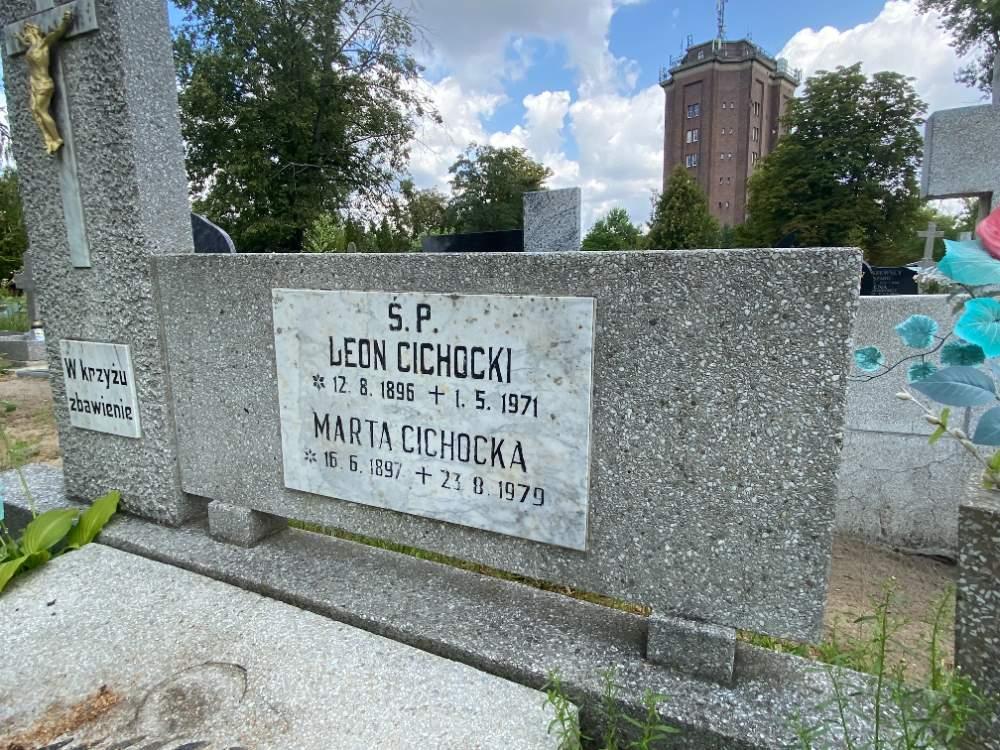 Ś. P.
LEON CICHOCKI
* 12. 8. 1896 + 1. 5. 1971
MARTA CICHOCKA
* 16. 6. 1897 + 23. 8. 1979
W krzyżu
zbawienie